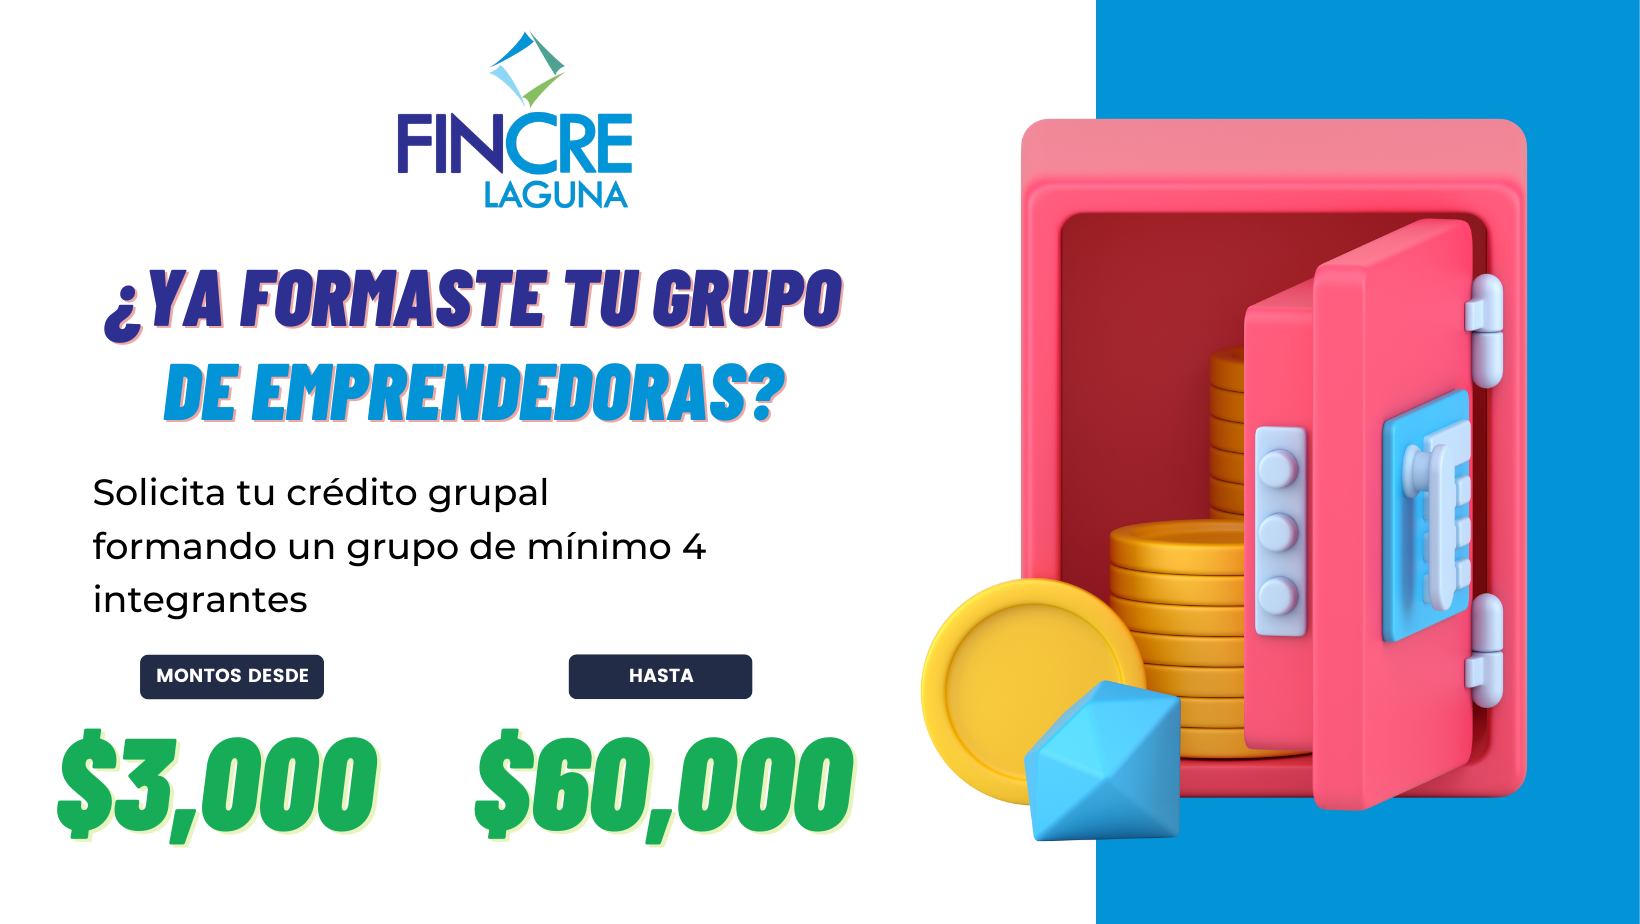 FINCRE
LAGUNA
¿YA FORMASTE TU GRUPO
DE EMPRENDEDORAS?
Solicita tu crédito grupal
formando un grupo de mínimo 4
integrantes
MONTOS DESDE
$3,000
HASTA
$60,000